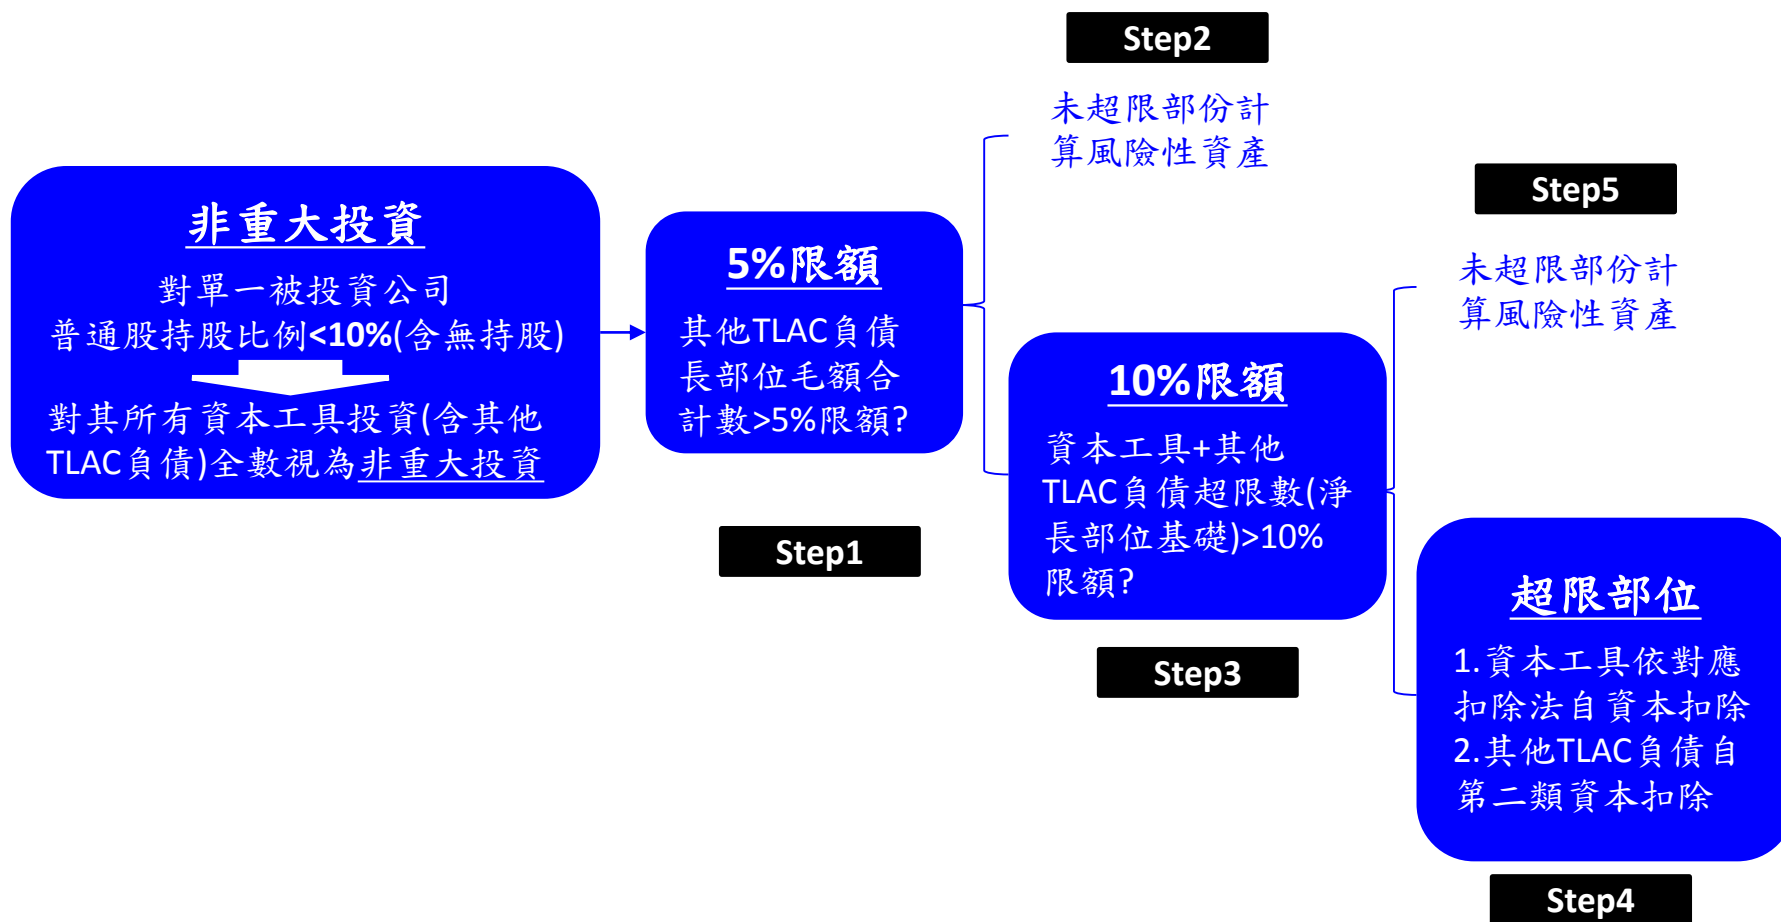 非重大投資
對單一被投資公司
普通股持股比例<10%(含無持股)
對其所有資本工具投資(含其他
TLAC負債)全數視為非重大投資
5%限額
其他TLAC負債
長部位毛額合
計數>5%限額?
Step1
Step2
未超限部份計
算風險性資產
10%限額
資本工具+其他
TLAC負債超限數(淨
長部位基礎)>10%
限額?
Step3
Step5
未超限部份計
算風險性資產
超限部位
1.資本工具依對應
扣除法自資本扣除
2.其他TLAC負債自
第二類資本扣除
Step4